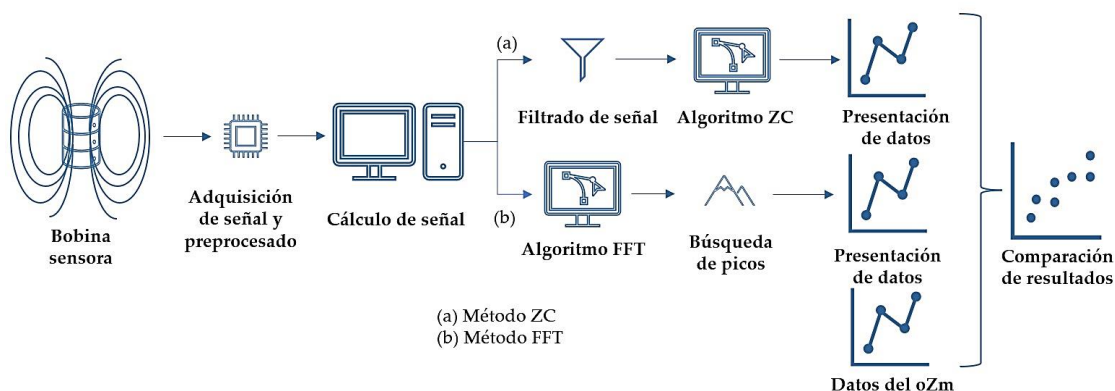 Bobina
sensora
Adquisición
de señal y
preprocesado
Cálculo de señal
(a)
Filtrado de señal
Algoritmo ZC
Presentación
de datos
(b)
Algoritmo FFT
Búsqueda
de picos
Presentación
de datos
Datos del oZm
Comparación
de resultados
(a) Método ZC
(b) Método FFT